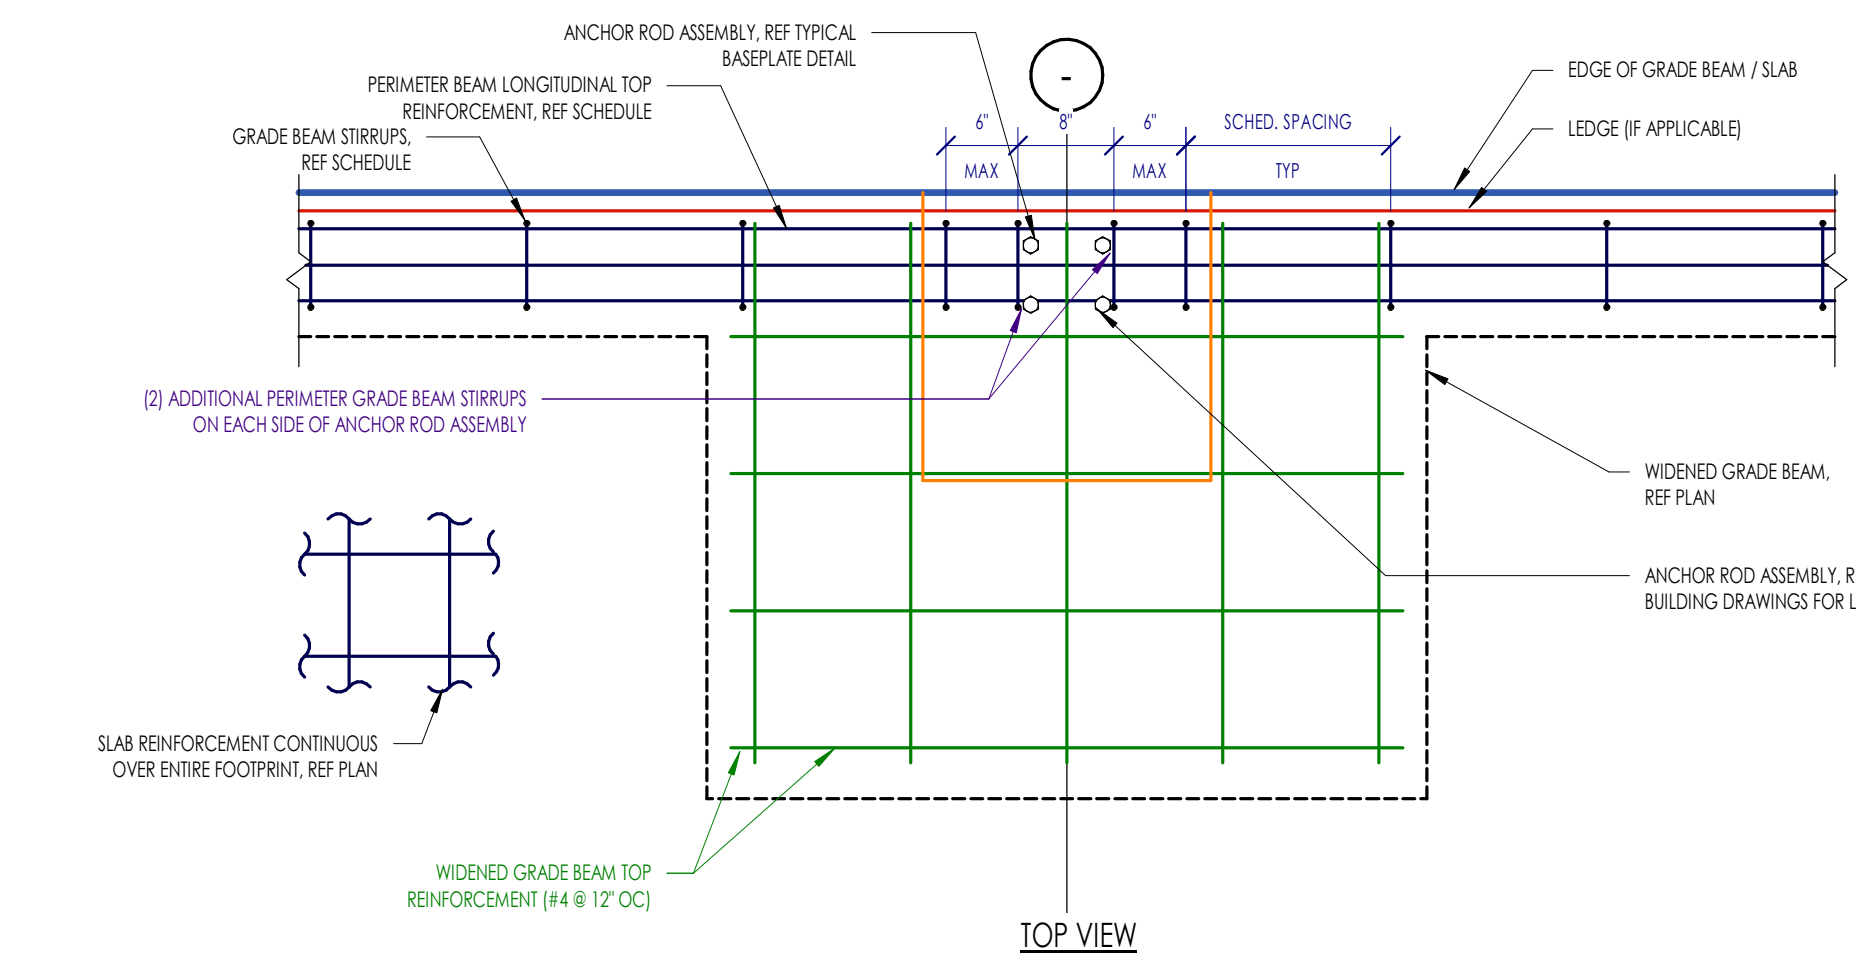 ANCHOR ROD ASSEMBLY, REF TYPICAL
BASEPLATE DETAIL
PERIMETER BEAM LONGITUDINAL TOP
REINFORCEMENT, REF SCHEDULE
GRADE BEAM STIRRUPS,
REF SCHEDULE
-
6" 8" 6" SCHED. SPACING
MAX MAX TYP
EDGE OF GRADE BEAM / SLAB
LEDGE (IF APPLICABLE)
(2) ADDITIONAL PERIMETER GRADE BEAM STIRRUPS
ON EACH SIDE OF ANCHOR ROD ASSEMBLY
WIDENED GRADE BEAM,
REF PLAN
ANCHOR ROD ASSEMBLY,
BUILDING DRAWINGS FOR
SLAB REINFORCEMENT CONTINUOUS
OVER ENTIRE FOOTPRINT, REF PLAN
WIDENED GRADE BEAM TOP
REINFORCEMENT (#4 @ 12" OC)
TOP VIEW